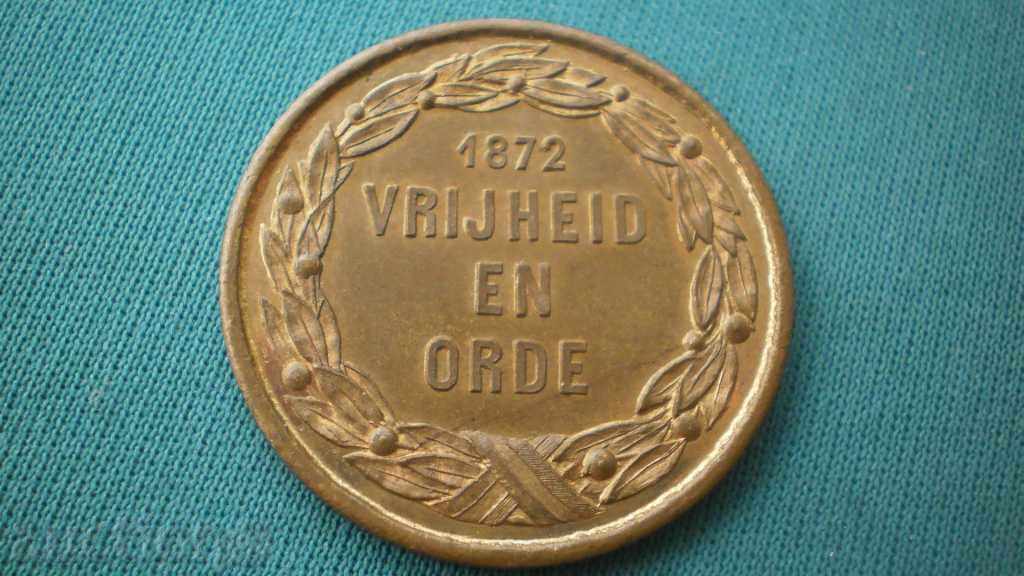 1872
VRIJHEID
EN
ORDE